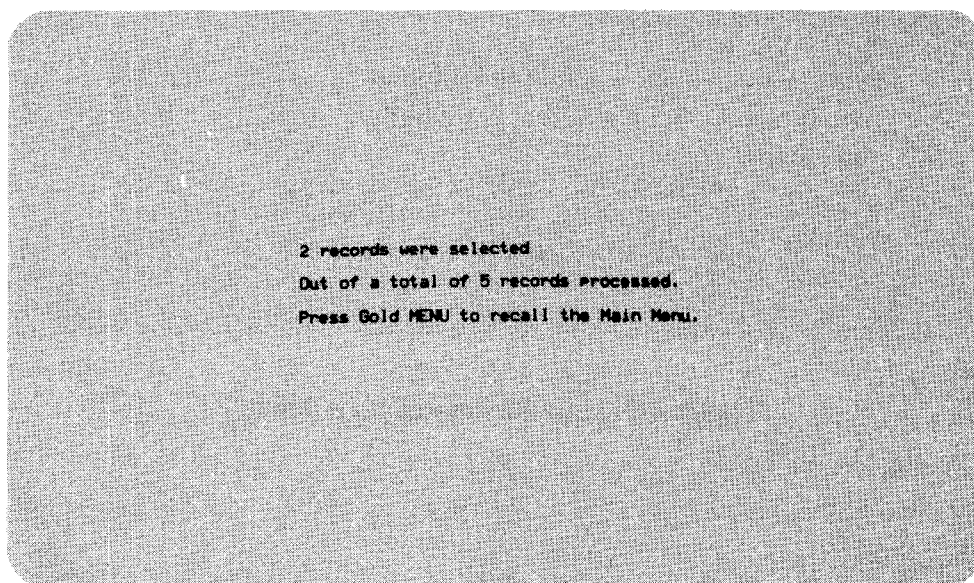 2 records were selected
Out of a total of 5 records processed.
Press Gold MENU to recall the Main Menu.